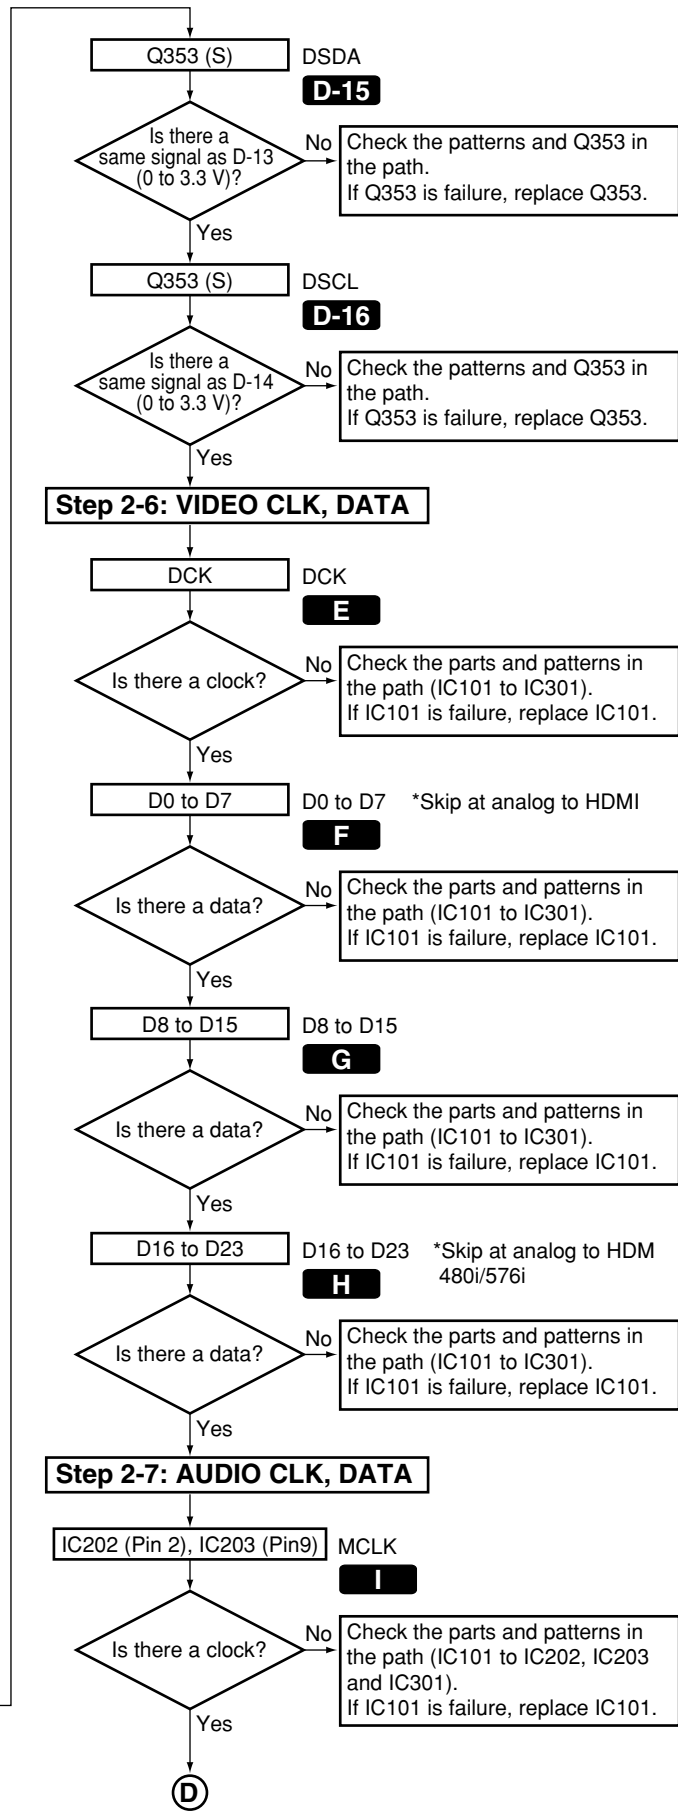 Q353 (S)
DSDA
D-15
Is there a
same signal as D-13
(0 to 3.3 V)?
No
Check the patterns and Q353 in
the path.
If Q353 is failure, replace Q353.
Yes
Q353 (S)
DSCL
D-16
Is there a
same signal as D-14
(0 to 3.3 V)?
No
Check the patterns and Q353 in
the path.
If Q353 is failure, replace Q353.
Yes
Step 2-6: VIDEO CLK, DATA
DCK
DCK
E
Is there a clock?
No
Check the parts and patterns in
the path (IC101 to IC301).
If IC101 is failure, replace IC101.
Yes
D0 to D7
D0 to D7 *Skip at analog to HDMI
F
Is there a data?
No
Check the parts and patterns in
the path (IC101 to IC301).
If IC101 is failure, replace IC101.
Yes
D8 to D15
D8 to D15
G
Is there a data?
No
Check the parts and patterns in
the path (IC101 to IC301).
If IC101 is failure, replace IC101.
Yes
D16 to D23
D16 to D23 *Skip at analog to HDM
480i/576i
H
Is there a data?
No
Check the parts and patterns in
the path (IC101 to IC301).
If IC101 is failure, replace IC101.
Yes
Step 2-7: AUDIO CLK, DATA
IC202 (Pin 2), IC203 (Pin9)
MCLK
I
Is there a clock?
No
Check the parts and patterns in
the path (IC101 to IC202, IC203
and IC301).
If IC101 is failure, replace IC101.
Yes
D